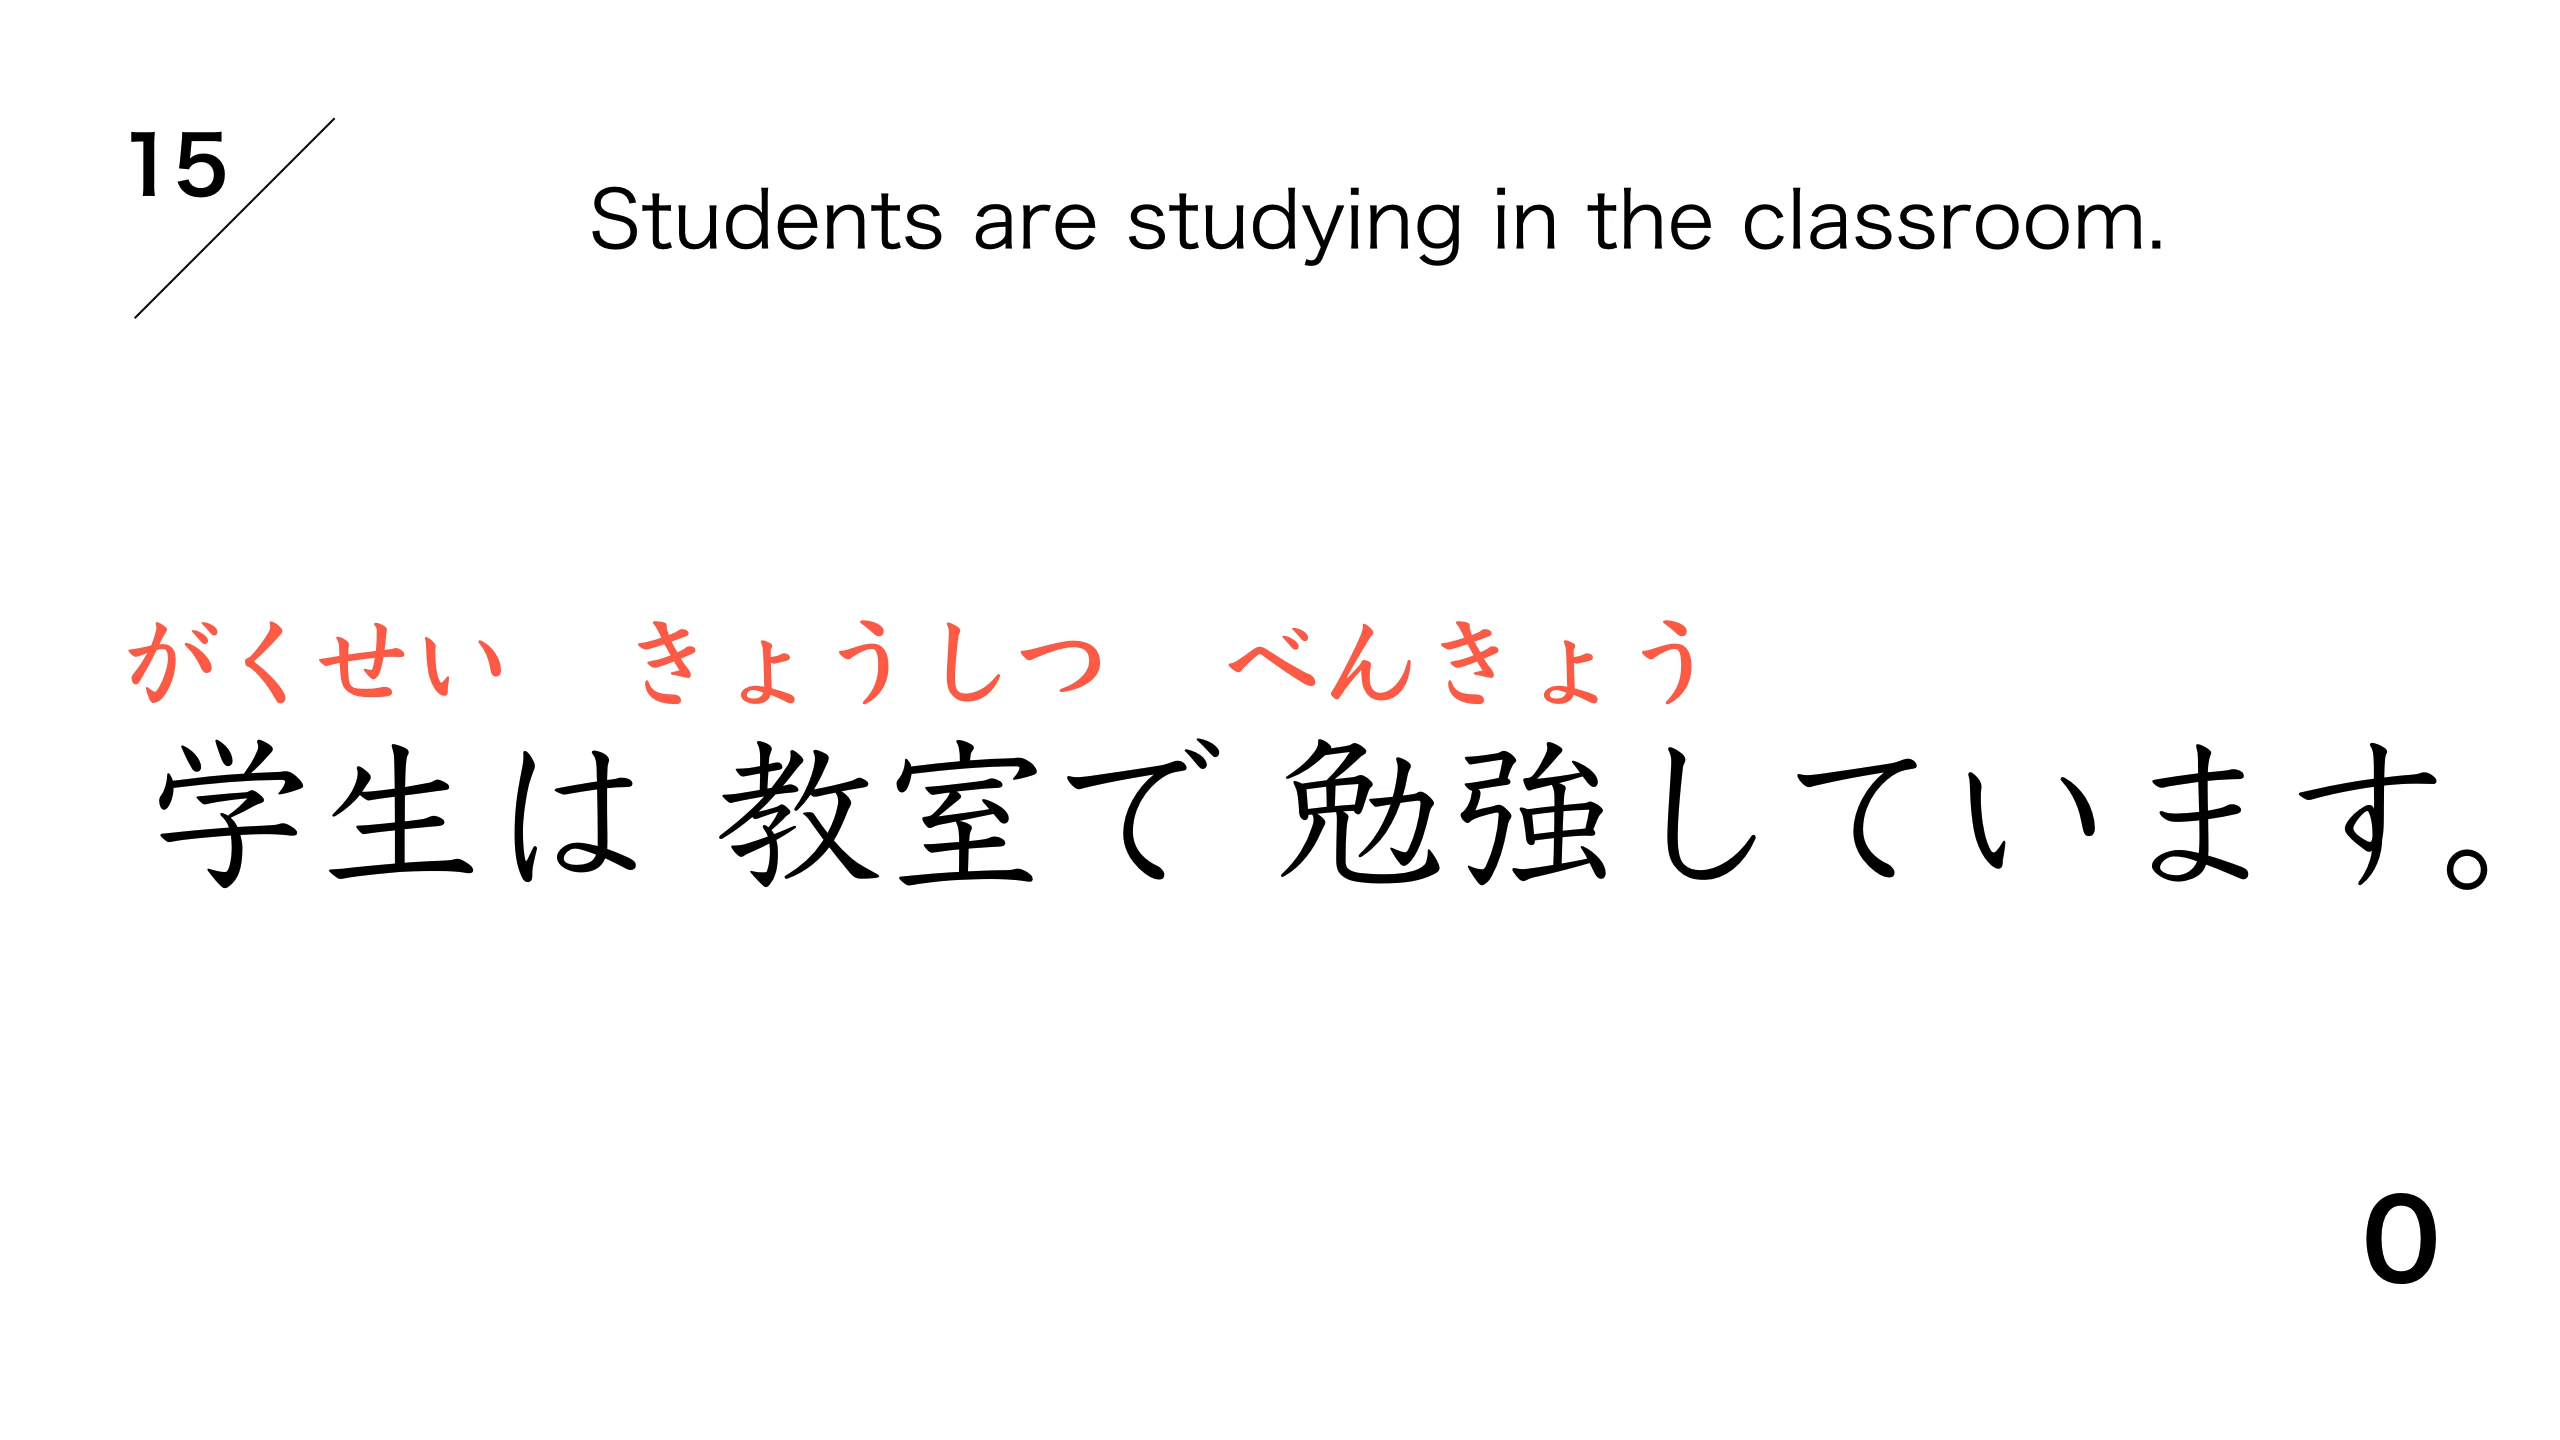 15
Students are studying in the classroom.
がくせい きょうしつ べんきょう
学生は 教室で 勉強しています。
0